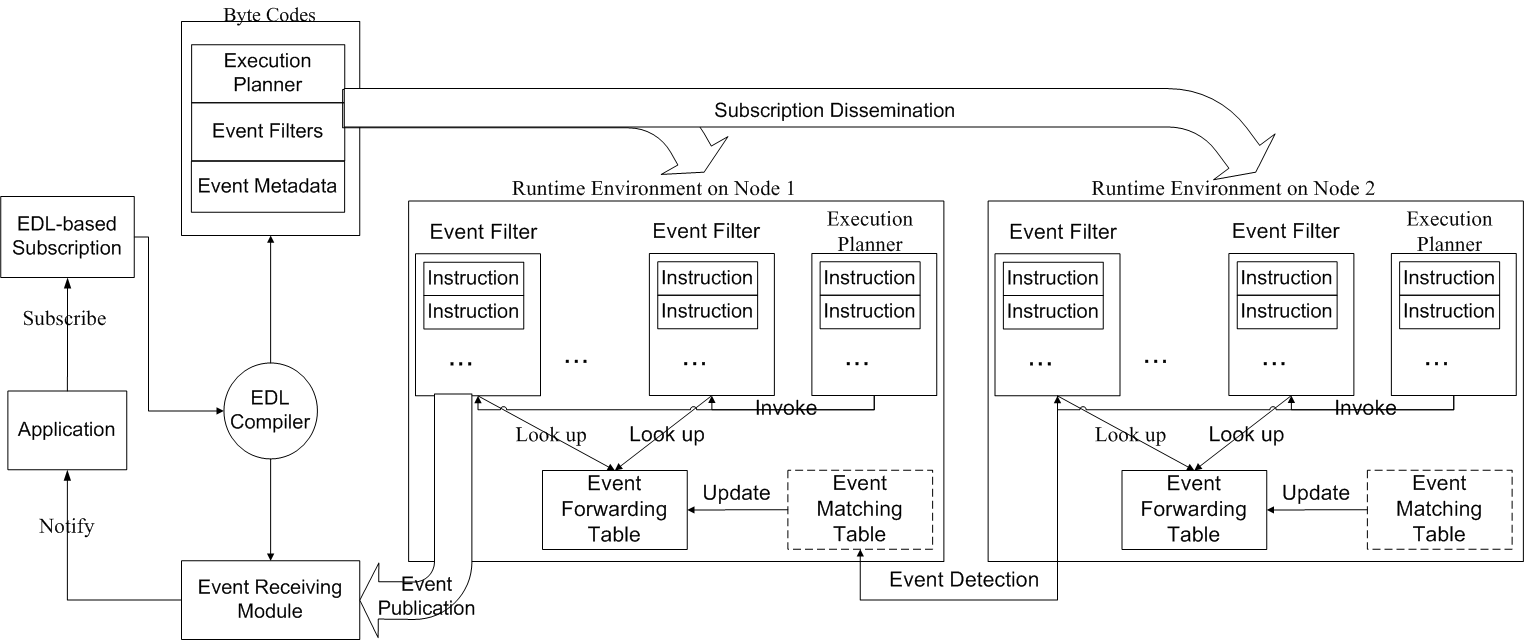 Byte Codes
Execution
Planner
Event Filters
Event Metadata
Subscription Dissemination
EDL-based
Subscription
Subscribe
Application
Notify
EDL
Compiler
Event Receiving
Module
Event
Publication
Runtime Environment on Node 1
Event Filter
Instruction
Instruction
...
...
Event Filter
Instruction
Instruction
...
Execution
Planner
Instruction
Instruction
...
Invoke
Look up
Look up
Event
Forwarding
Table
Update
Event
Matching
Table
Event Detection
Runtime Environment on Node 2
Event Filter
Instruction
Instruction
...
...
Event Filter
Instruction
Instruction
...
Execution
Planner
Instruction
Instruction
...
Invoke
Look up
Look up
Event
Forwarding
Table
Update
Event
Matching
Table